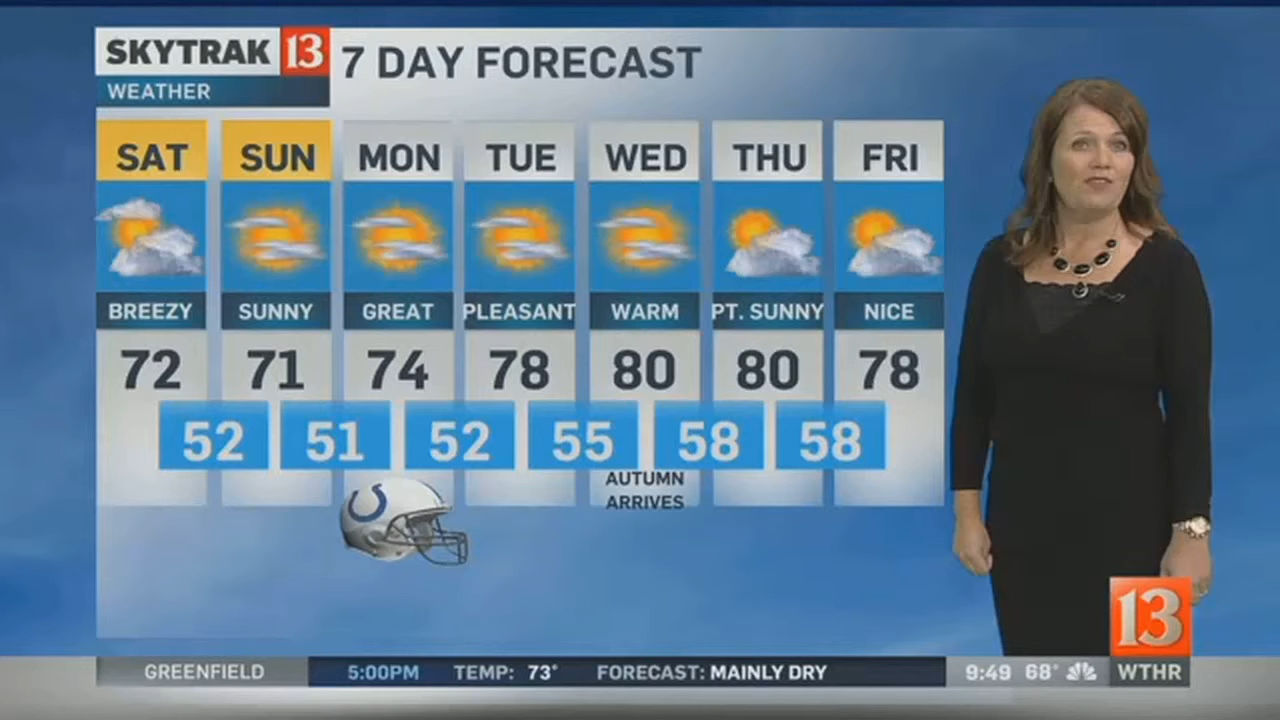 SKYTRAK 13
WEATHER
7 DAY FORECAST
SAT SUN MON TUE WED THU FRI
BREEZY SUNNY GREAT PLEASANT WARM PT. SUNNY NICE
72 71 74 78 80 80 78
52 51 52 55 58 58
AUTUMN
ARRIVES
13
GREENFIELD 5:00PM TEMP: 73° FORECAST: MAINLY DRY 9:49 68° WTHR